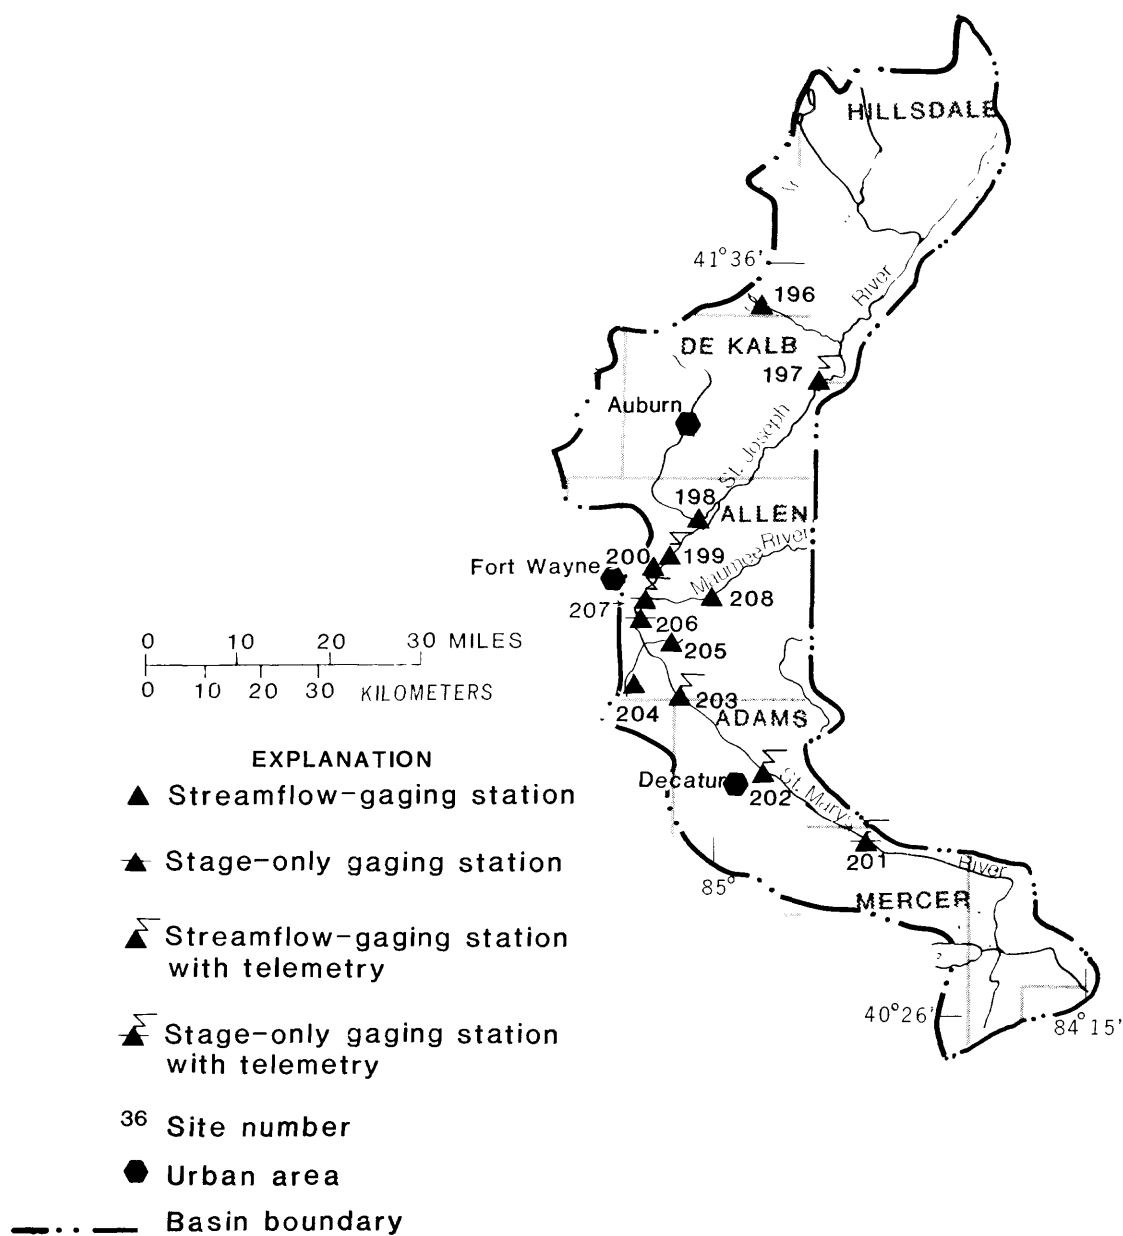 HILLSDALE
41°36'
196
River
DE KALB
197
Auburn
St. Joseph
198
ALLEN
River
200
199
Fort Wayne
Maumee
208
207
206
205
0 10 20 30 MILES
0 10 20 30 KILOMETERS
203
204
ADAMS
EXPLANATION
Streamflow-gaging station
Decatur
202
St. Marys
201
Stage-only gaging station
River
85°
MERCER
Streamflow-gaging station
with telemetry
40°26'
84°15'
Stage-only gaging station
with telemetry
36 Site number
Urban area
Basin boundary